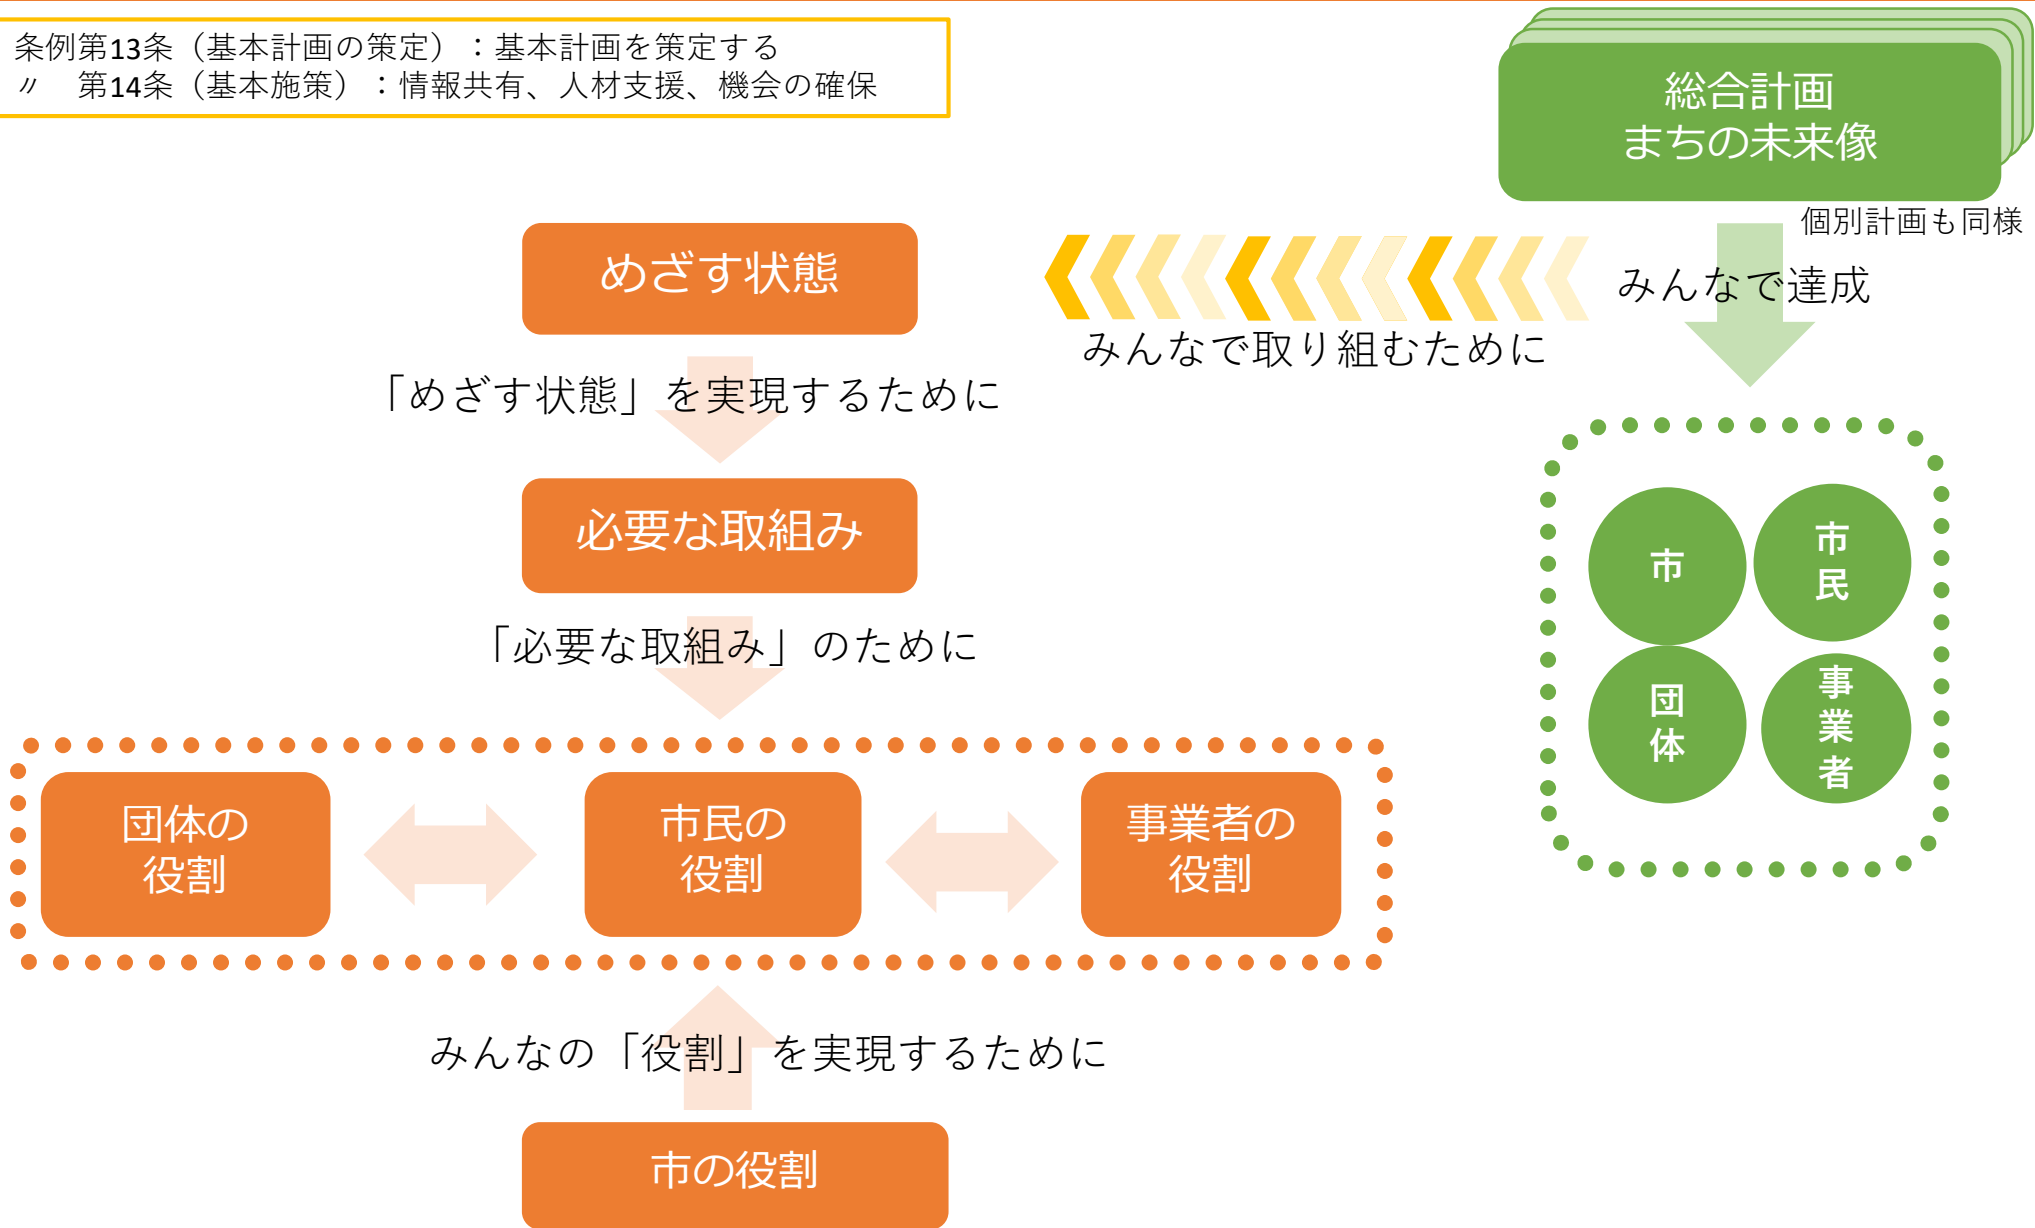 条例第13条（基本計画の策定）：基本計画を策定する
〃　第14条（基本施策）：情報共有、人材支援、機会の確保
総合計画
まちの未来像
個別計画も同様
みんなで達成
みんなで取り組むために
めざす状態
「めざす状態」を実現するために
必要な取組み
「必要な取組み」のために
団体の
役割
市民の
役割
事業者の
役割
みんなの「役割」を実現するために
市の役割
市
市民
団体
事業者